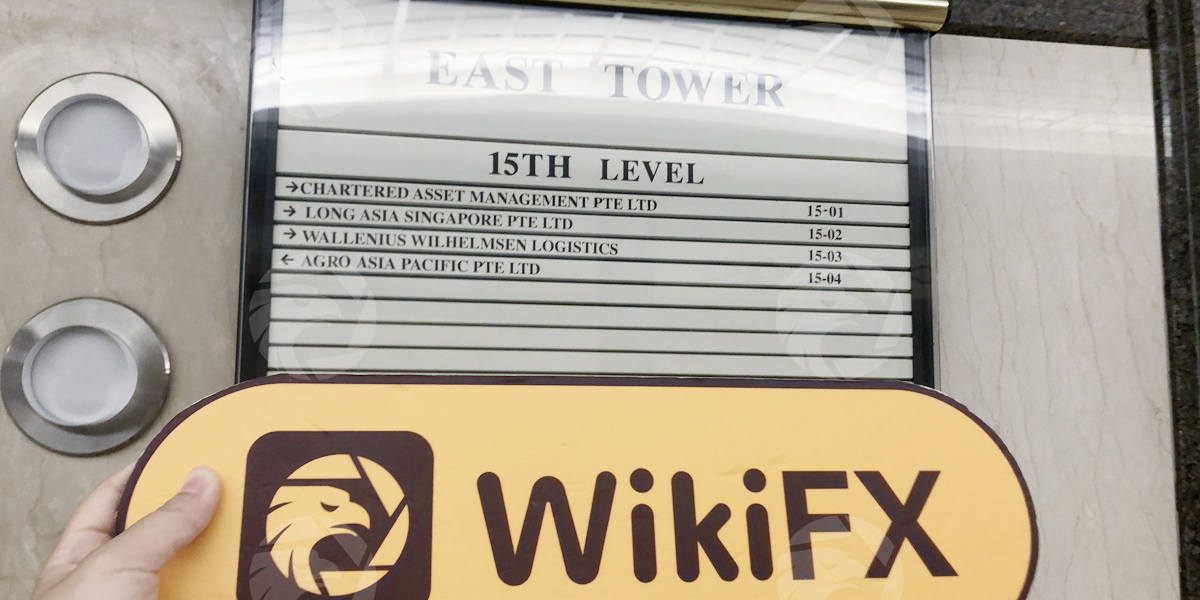 EAST TOWER
15TH LEVEL
→CHARTERED ASSET MANAGEMENT PTE LTD 15-01
→ LONG ASIA SINGAPORE PTE LTD 15-02
→ WALLENIUS WILHELMSEN LOGISTICS 15-03
← AGRO ASIA PACIFIC PTE LTD 15-04
WikiFX